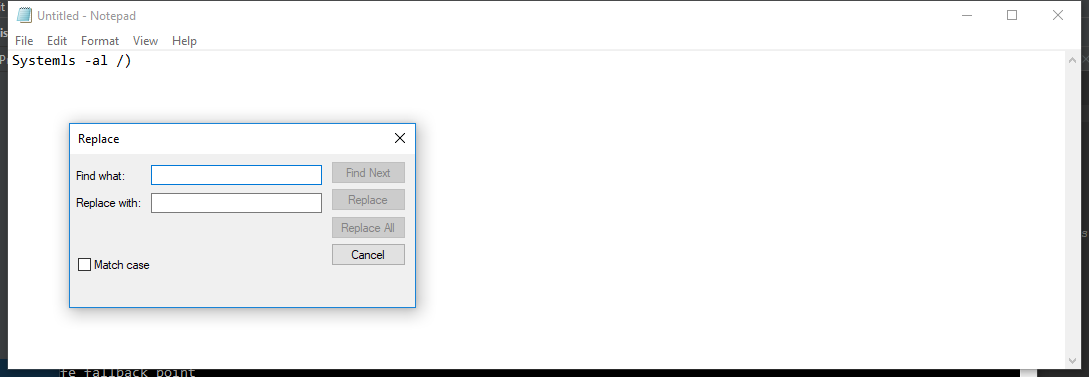 Untitled - Notepad
File Edit Format View Help
Systemls -al /)
Replace
Find what:
Find Next
Replace with:
Replace
Replace All
Cancel
Match case
fe fallback point